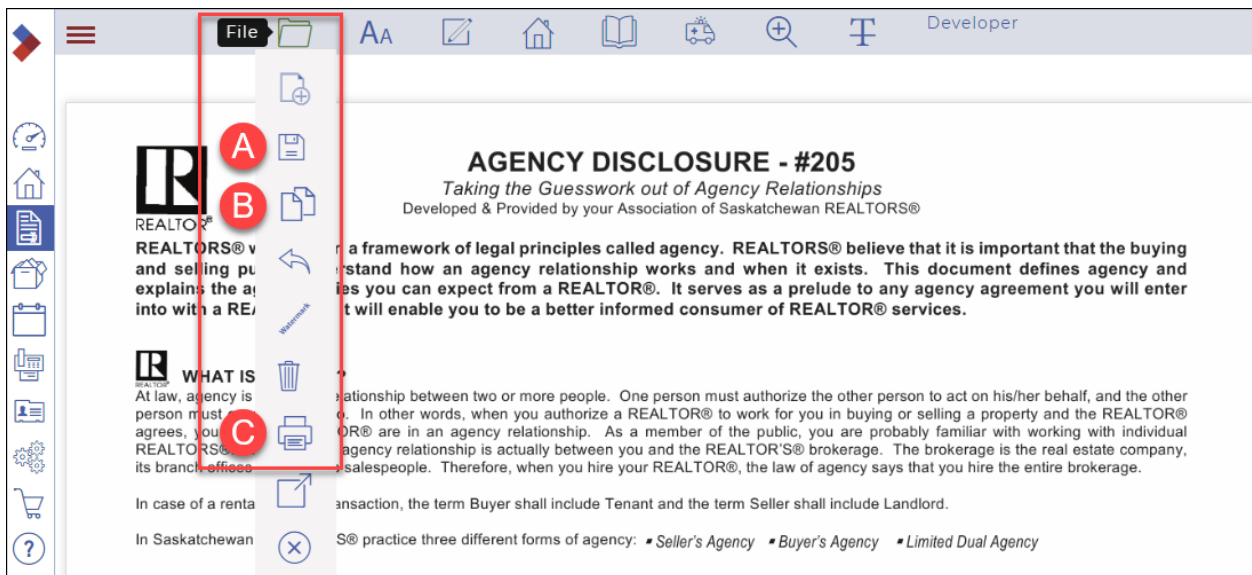 File
AA
Developer
A
B
Watermark
C
?
R
REALTOR®
AGENCY DISCLOSURE - #205
Taking the Guesswork out of Agency Relationships
Developed & Provided by your Association of Saskatchewan REALTORS®
REALTORS® w a framework of legal principles called agency. REALTORS® believe that it is important that the buying
and selling pu rstand how an agency relationship works and when it exists. This document defines agency and
explains the ag ies you can expect from a REALTOR®. It serves as a prelude to any agency agreement you will enter
into with a REA t will enable you to be a better informed consumer of REALTOR® services.
R
REALTOR®
WHAT IS ?
At law, agency is ationship between two or more people. One person must authorize the other person to act on his/her behalf, and the other
person must o. In other words, when you authorize a REALTOR® to work for you in buying or selling a property and the REALTOR®
agrees, you OR® are in an agency relationship. As a member of the public, you are probably familiar with working with individual
REALTORS® agency relationship is actually between you and the REALTOR'S® brokerage. The brokerage is the real estate company,
its branch offices salespeople. Therefore, when you hire your REALTOR®, the law of agency says that you hire the entire brokerage.
In case of a renta ansaction, the term Buyer shall include Tenant and the term Seller shall include Landlord.
In Saskatchewan S® practice three different forms of agency: ▪ Seller's Agency ▪ Buyer's Agency ▪ Limited Dual Agency